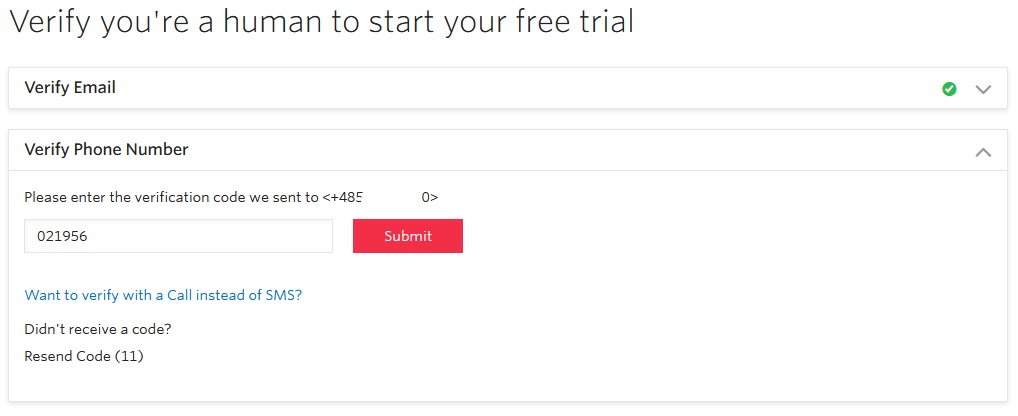 Verify you're a human to start your free trial
Verify Email
Verify Phone Number
Please enter the verification code we sent to <+485 0>
021956 Submit
Want to verify with a Call instead of SMS?
Didn't receive a code?
Resend Code (11)